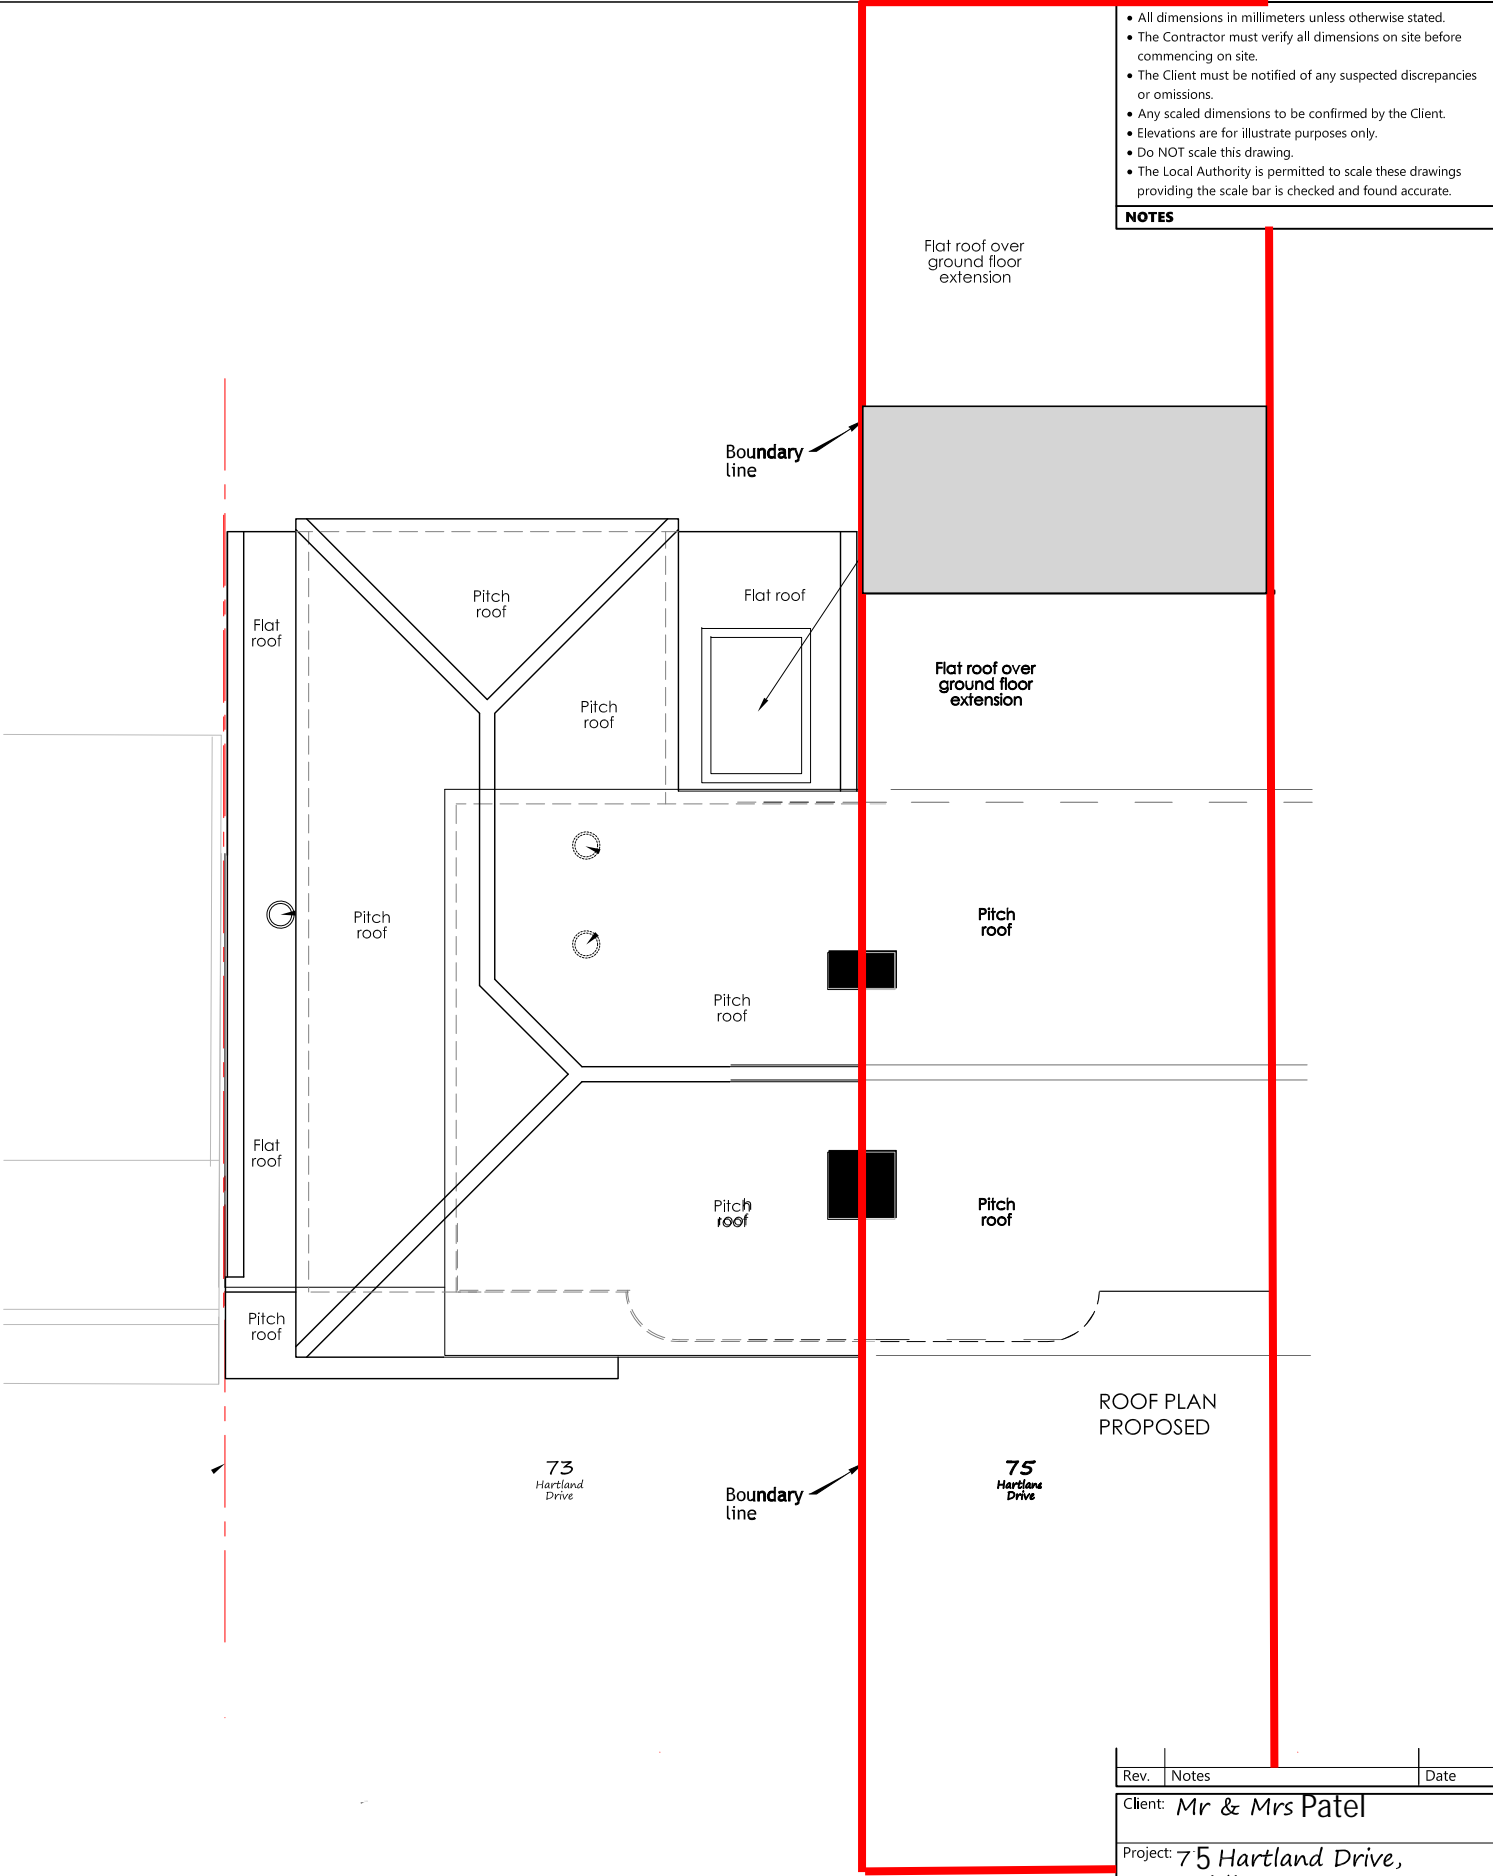 • All dimensions in millimeters unless otherwise stated.
• The Contractor must verify all dimensions on site before
commencing on site.
• The Client must be notified of any suspected discrepancies
or omissions.
• Any scaled dimensions to be confirmed by the Client.
• Elevations are for illustrate purposes only.
• Do NOT scale this drawing.
• The Local Authority is permitted to scale these drawings
providing the scale bar is checked and found accurate.
NOTES
Flat roof over
ground floor
extension
Boundary
line
Pitch
roof
Flat roof
Flat
roof
Flat roof over
ground floor
extension
Pitch
roof
Pitch
roof
Pitch
roof
Pitch
roof
Flat
roof
Pitch
roof
Pitch
roof
Pitch
roof
ROOF PLAN
PROPOSED
73
Hartland
Drive
75
Hartland
Drive
Boundary
line
Rev. Notes Date
Client: Mr & Mrs Patel
Project: 75 Hartland Drive,